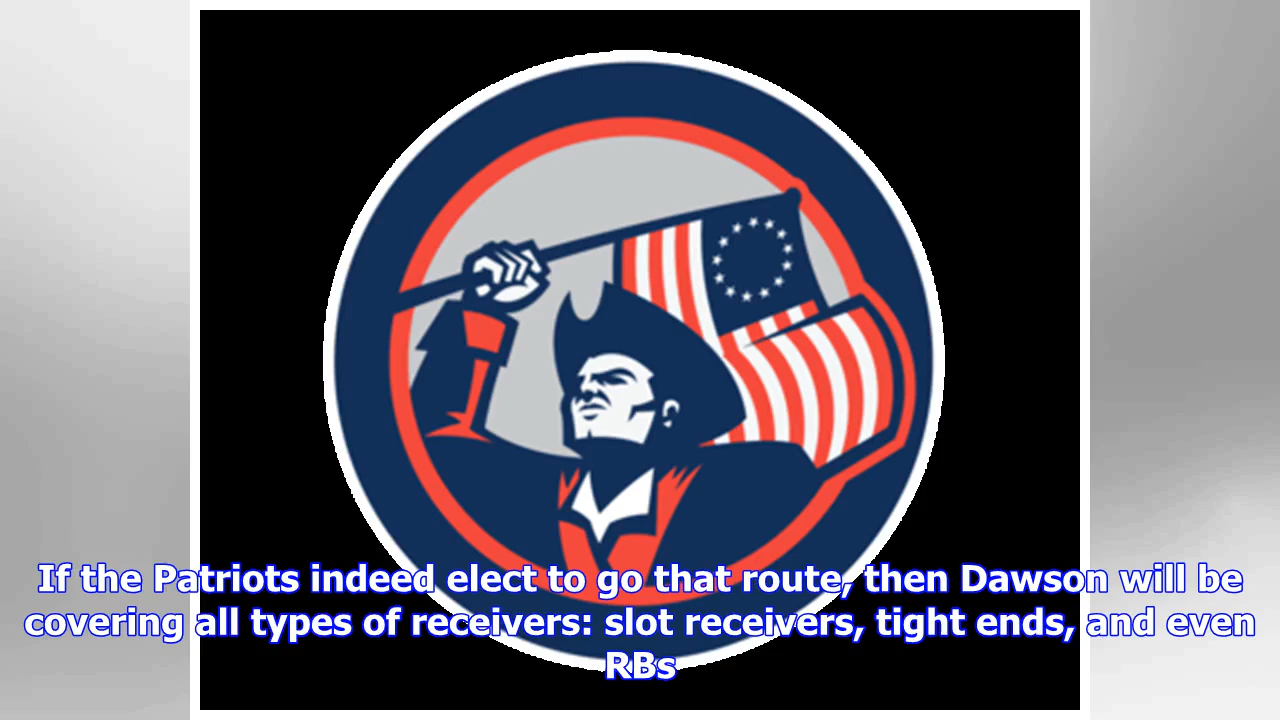 If the Patriots indeed elect to go that route, then Dawson will be
covering all types of receivers: slot receivers, tight ends, and even
RBs